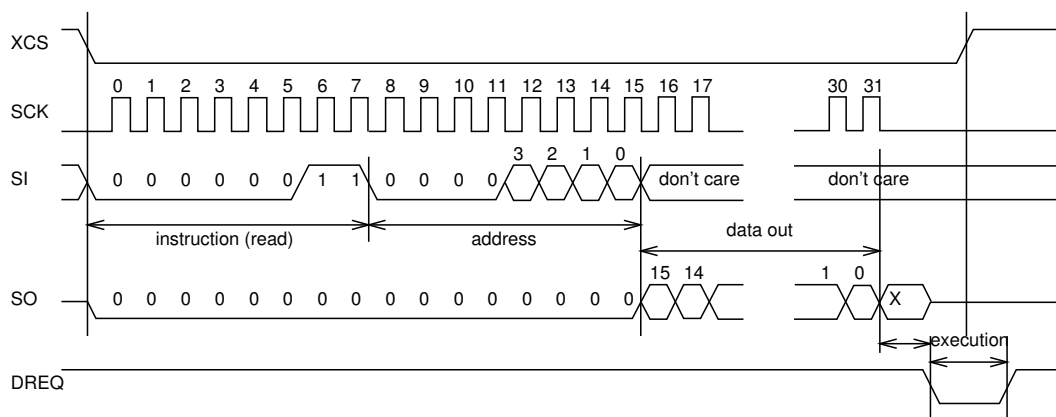 XCS
0 1 2 3 4 5 6 7 8 9 10 11 12 13 14 15 16 17 30 31
SCK
3 2 1 0
SI 0 0 0 0 0 0 1 1 0 0 0 0 don't care don't care
instruction (read) address data out
15 14 1 0
SO 0 0 0 0 0 0 0 0 0 0 0 0 0 0 0 0 X
execution
DREQ